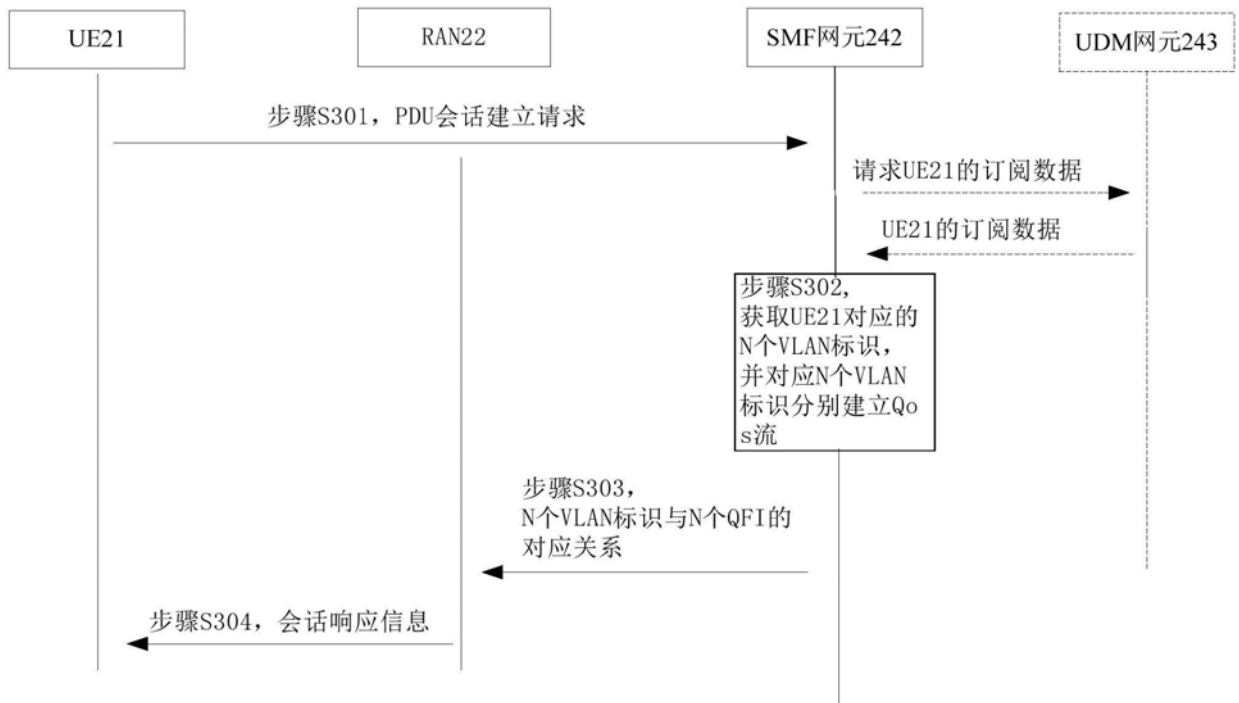 UE21
RAN22
SMF网元242
UDM网元243
步骤S301，PDU会话建立请求
请求UE21的订阅数据
UE21的订阅数据
步骤S302,
获取UE21对应的
N个VLAN标识，
并对应N个VLAN
标识分别建立Qo
s流
步骤S303，
N个VLAN标识与N个QFI的
对应关系
步骤S304，会话响应信息